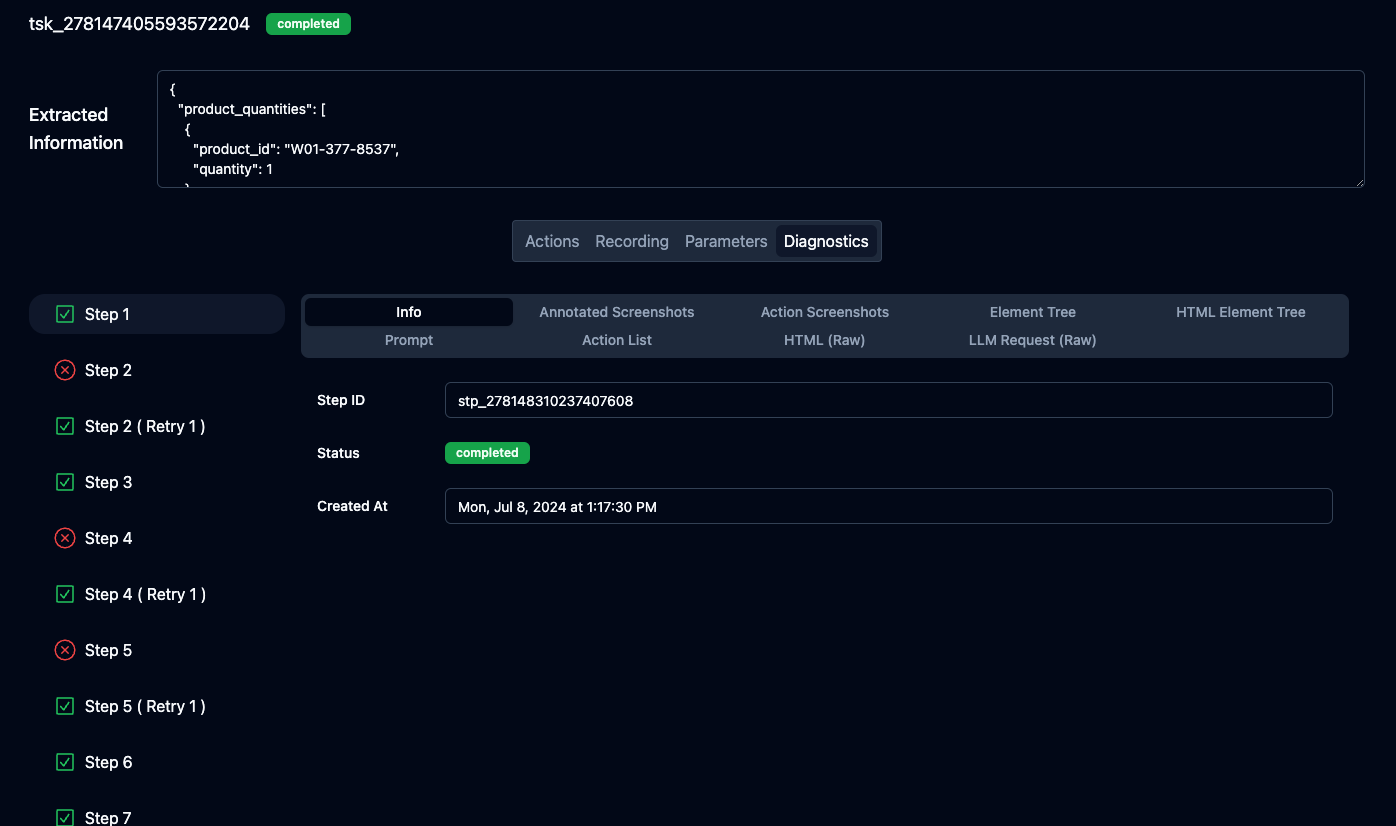 tsk_278147405593572204 completed
Extracted
Information
{
"product_quantities": [
{
"product_id": "W01-377-8537",
"quantity": 1
Actions Recording Parameters Diagnostics
Step 1
Step 2
Step 2 ( Retry 1 )
Step 3
Step 4
Step 4 ( Retry 1 )
Step 5
Step 5 ( Retry 1 )
Step 6
Step 7
Info Annotated Screenshots Action Screenshots Element Tree HTML Element Tree
Prompt Action List HTML (Raw) LLM Request (Raw)
Step ID stp_278148310237407608
Status completed
Created At Mon, Jul 8, 2024 at 1:17:30 PM